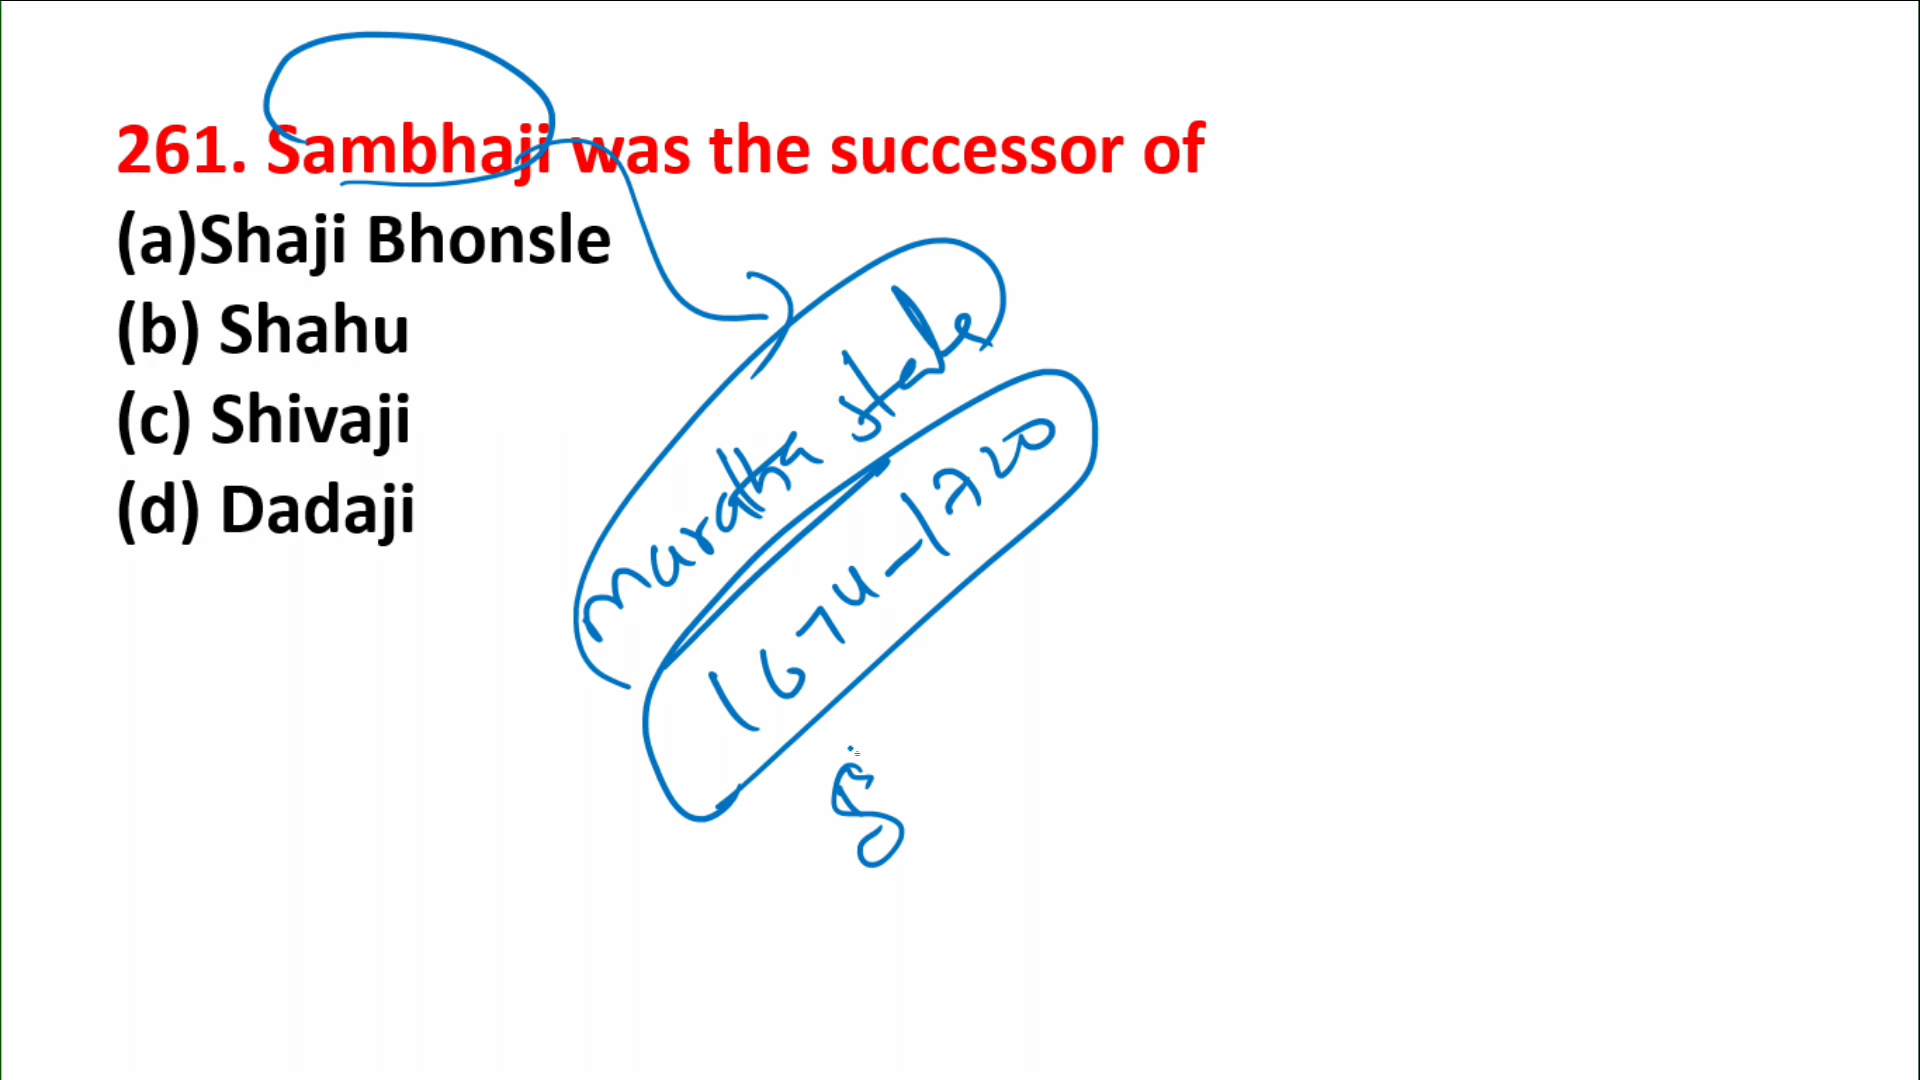 261. Sambhaji was the successor of
(a)Shaji Bhonsle
(b) Shahu
(c) Shivaji
(d) Dadaji
maratha state
1674-1720